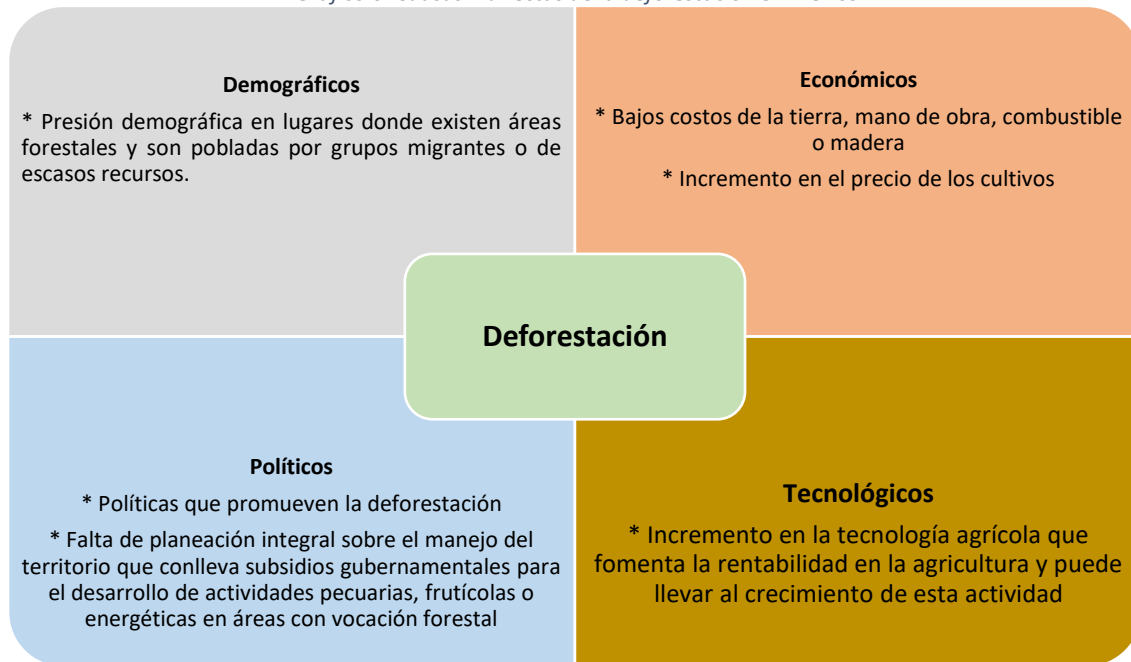 Demográficos
* Presión demográfica en lugares donde existen áreas
forestales y son pobladas por grupos migrantes o de
escasos recursos.
Económicos
* Bajos costos de la tierra, mano de obra, combustible
o madera
* Incremento en el precio de los cultivos
Deforestación
Políticos
* Políticas que promueven la deforestación
* Falta de planeación integral sobre el manejo del
territorio que conlleva subsidios gubernamentales para
el desarrollo de actividades pecuarias, frutícolas o
energéticas en áreas con vocación forestal
Tecnológicos
* Incremento en la tecnología agrícola que
fomenta la rentabilidad en la agricultura y puede
llevar al crecimiento de esta actividad